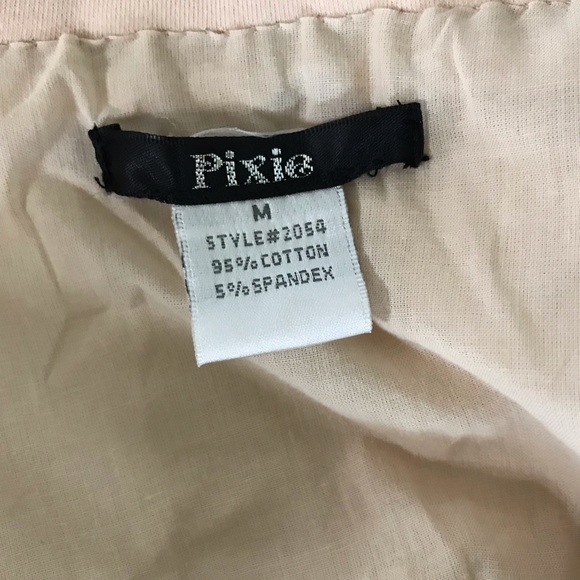 Pixie
M
STYLE#2054
95%COTTON
5%SPANDEX